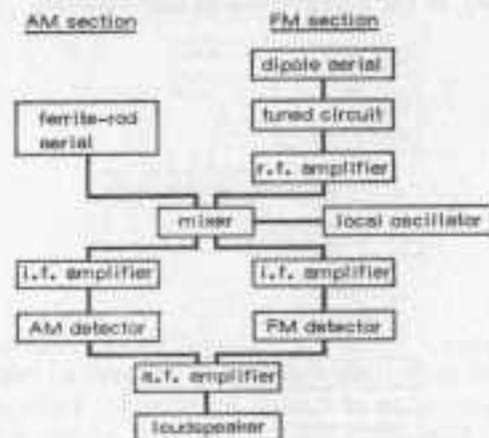 AM section
FM section
dipole aerial
ferrite-rod
aerial
tuned circuit
r.f. amplifier
mixer
local oscillator
i.f. amplifier
i.f. amplifier
AM detector
FM detector
a.f. amplifier
loudspeaker